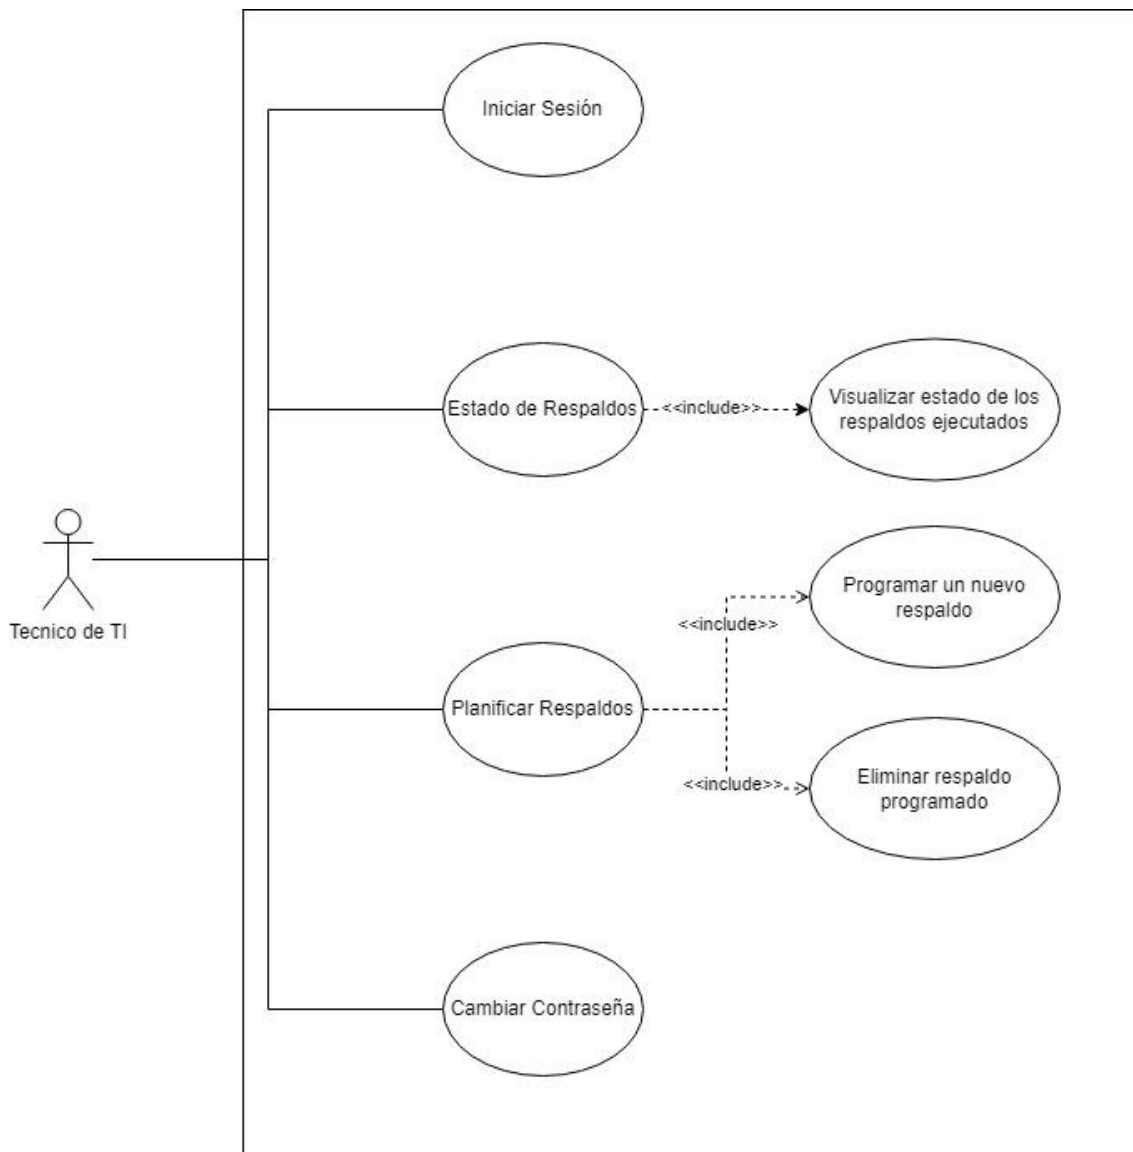 Iniciar Sesión
Estado de Respaldos
<<include>>
Visualizar estado de los
respaldos ejecutados
Tecnico de TI
Planificar Respaldos
<<include>>
Programar un nuevo
respaldo
<<include>>
Eliminar respaldo
programado
Cambiar Contraseña